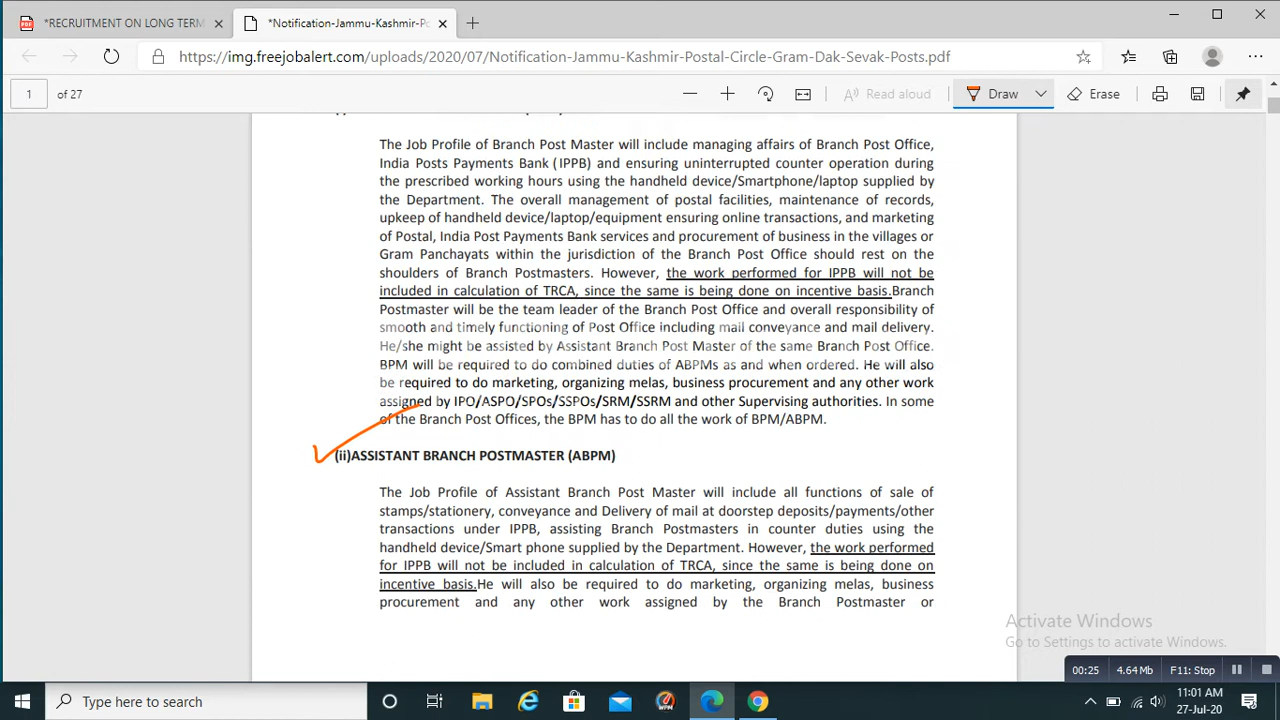 *RECRUITMENT ON LONG TERM
*Notification-Jammu-Kashmir-Po
https://img.freejobalert.com/uploads/2020/07/Notification-Jammu-Kashmir-Postal-Circle-Gram-Dak-Sevak-Posts.pdf
1 of 27
Read aloud
Draw
Erase
The Job Profile of Branch Post Master will include managing affairs of Branch Post Office,
India Posts Payments Bank (IPPB) and ensuring uninterrupted counter operation during
the prescribed working hours using the handheld device/Smartphone/laptop supplied by
the Department. The overall management of postal facilities, maintenance of records,
upkeep of handheld device/laptop/equipment ensuring online transactions, and marketing
of Postal, India Post Payments Bank services and procurement of business in the villages or
Gram Panchayats within the jurisdiction of the Branch Post Office should rest on the
shoulders of Branch Postmasters. However, the work performed for IPPB will not be
included in calculation of TRCA, since the same is being done on incentive basis.Branch
Postmaster will be the team leader of the Branch Post Office and overall responsibility of
smooth and timely functioning of Post Office including mail conveyance and mail delivery.
He/she might be assisted by Assistant Branch Post Master of the same Branch Post Office.
BPM will be required to do combined duties of ABPMs as and when ordered. He will also
be required to do marketing, organizing melas, business procurement and any other work
assigned by IPO/ASPO/SPOs/SSPOs/SRM/SSRM and other Supervising authorities. In some
of the Branch Post Offices, the BPM has to do all the work of BPM/ABPM.
(ii)ASSISTANT BRANCH POSTMASTER (ABPM)
The Job Profile of Assistant Branch Post Master will include all functions of sale of
stamps/stationery, conveyance and Delivery of mail at doorstep deposits/payments/other
transactions under IPPB, assisting Branch Postmasters in counter duties using the
handheld device/Smart phone supplied by the Department. However, the work performed
for IPPB will not be included in calculation of TRCA, since the same is being done on
incentive basis.He will also be required to do marketing, organizing melas, business
procurement and any other work assigned by the Branch Postmaster or
Activate Windows
Go to Settings to activate Windows.
00:25
4.64 Mb
F11: Stop
Type here to search
WPM
11:01 AM
27-Jul-20